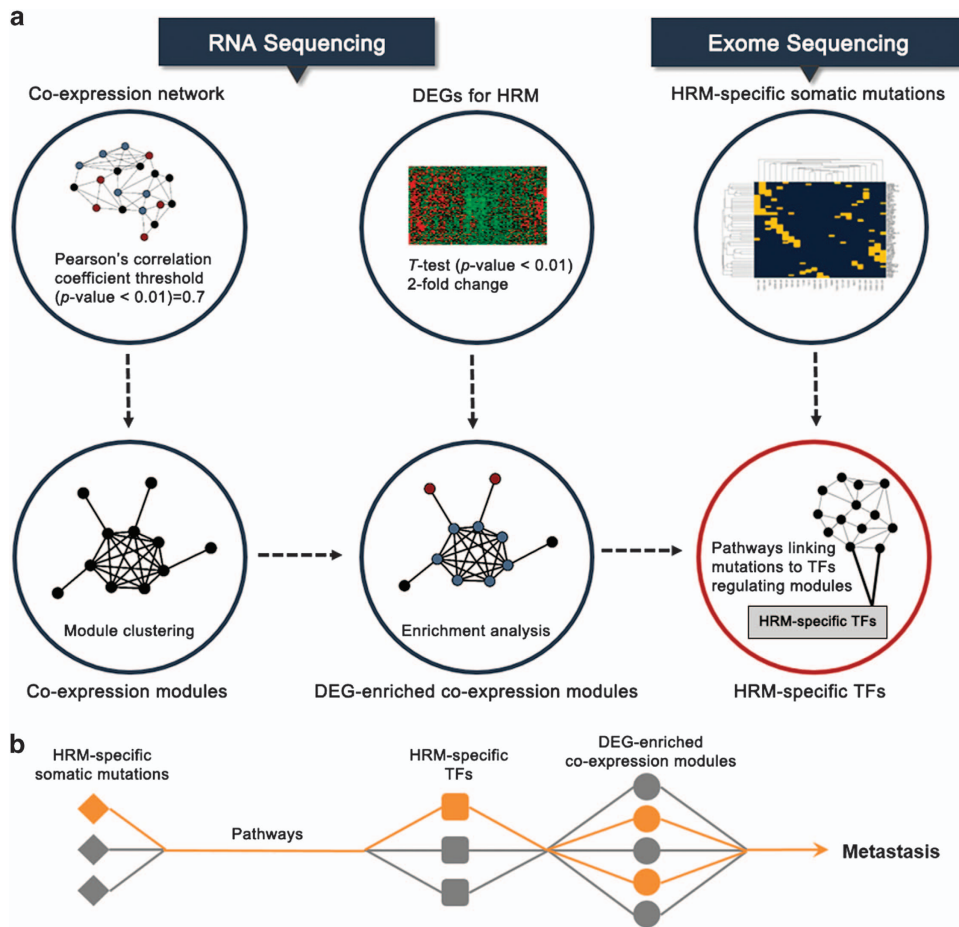 a
RNA Sequencing
Exome Sequencing
Co-expression network
DEGs for HRM
HRM-specific somatic mutations
Pearson's correlation
coefficient threshold
(p-value < 0.01)=0.7
T-test (p-value < 0.01)
2-fold change
Module clustering
Enrichment analysis
Pathways linking
mutations to TFs
regulating modules
HRM-specific TFs
Co-expression modules
DEG-enriched co-expression modules
HRM-specific TFs
b
HRM-specific
somatic mutations
Pathways
HRM-specific
TFs
DEG-enriched
co-expression modules
Metastasis